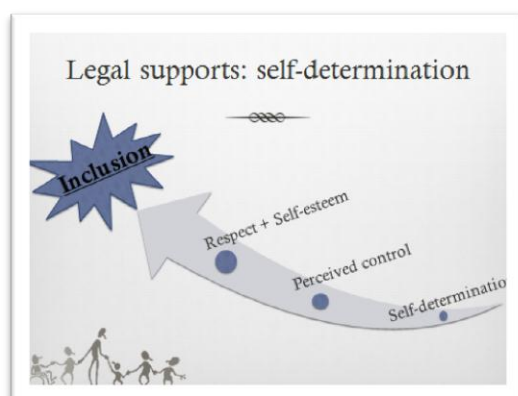 Legal supports: self-determination
Inclusion
Respect + Self-esteem
Perceived control
Self-determinatio